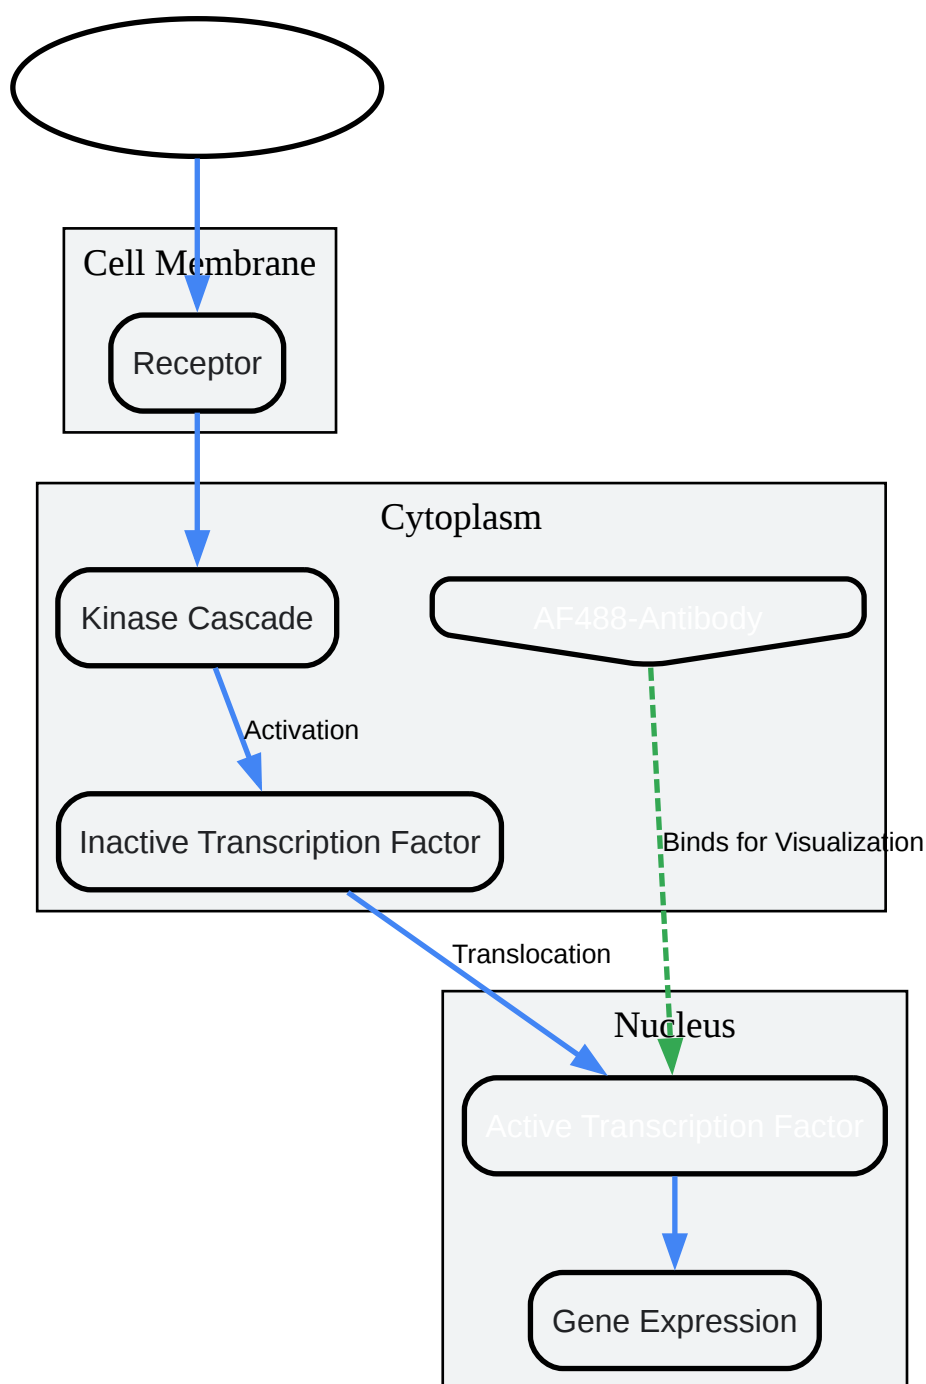 Cell Membrane
Receptor
Cytoplasm
Kinase Cascade
AF488-Antibody
Activation
Inactive Transcription Factor
Binds for Visualization
Translocation
Nucleus
Active Transcription Factor
Gene Expression